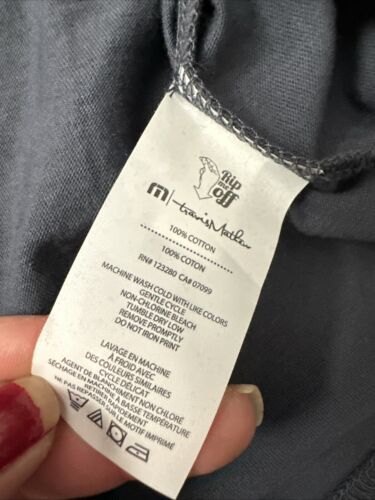 Rip
me
off
travisMathew
100% COTTON
100% COTON
RN# 123280 CA# 07099
MACHINE WASH COLD WITH LIKE COLORS
GENTLE CYCLE
NON-CHLORINE BLEACH
TUMBLE DRY LOW
REMOVE PROMPTLY
DO NOT IRON PRINT
LAVAGE EN MACHINE
À FROID AVEC
DES COULEURS SIMILAIRES
CYCLE DÉLICAT
AGENT DE BLANCHIMENT NON CHLORÉ
SÉCHAGE EN MACHINE, BASSE TEMPÉRATURE
RETIRER RAPIDEMENT
NE PAS REPASSER SUR LE MOTIF IMPRIMÉ